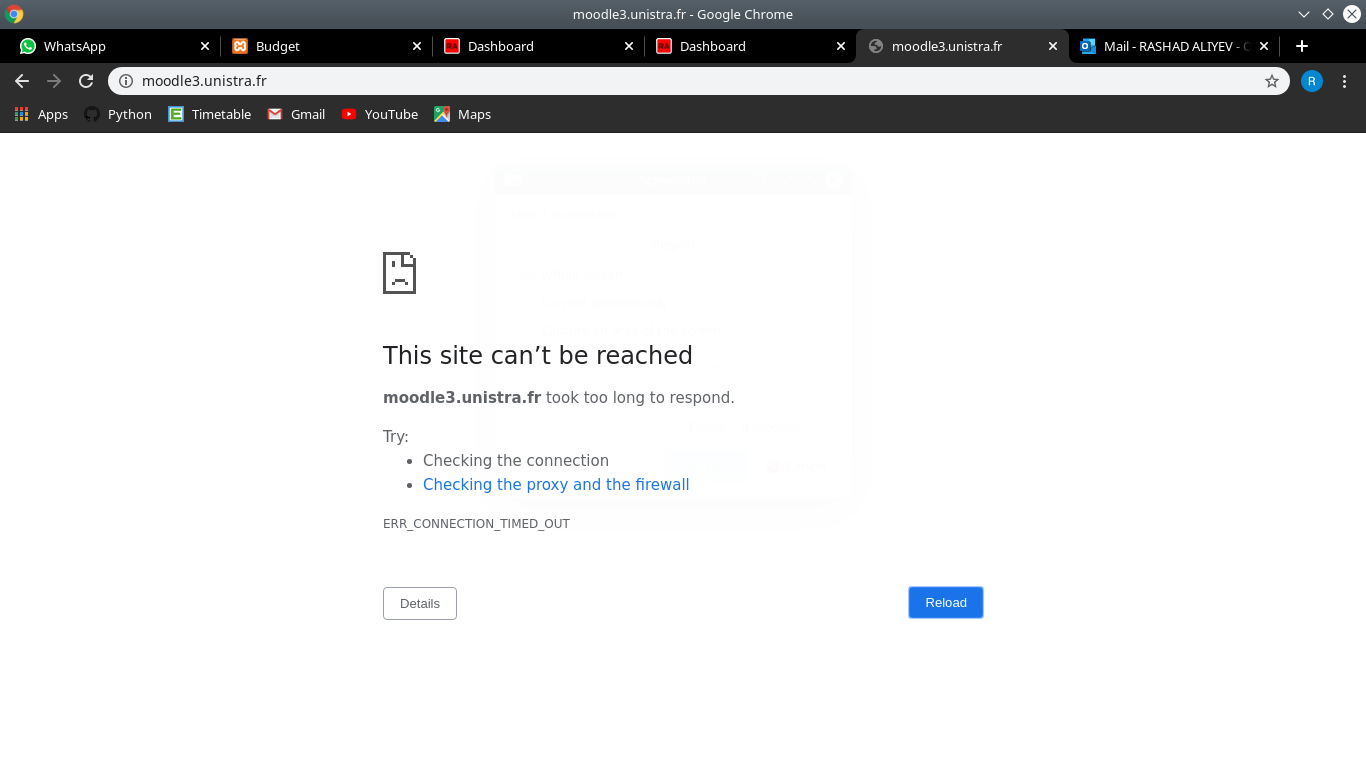 moodle3.unistra.fr - Google Chrome
WhatsApp
Budget
Dashboard
Dashboard
moodle3.unistra.fr
Mail - RASHAD ALIYEV -
moodle3.unistra.fr
R
Apps
Python
Timetable
Gmail
YouTube
Maps
This site can’t be reached
moodle3.unistra.fr took too long to respond.
Try:
Checking the connection
Checking the proxy and the firewall
ERR_CONNECTION_TIMED_OUT
Details
Reload